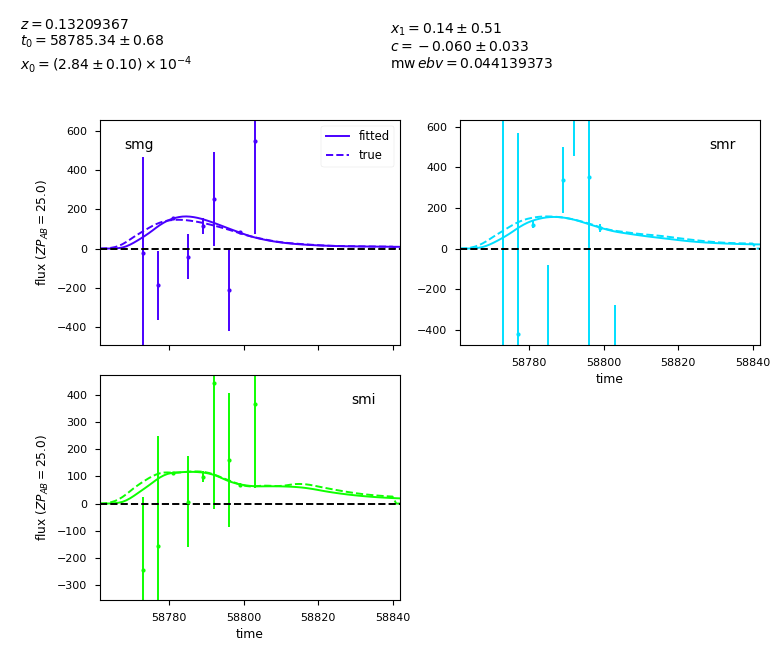 z = 0.13209367
t₀ = 58785.34 ± 0.68
x₀ = (2.84 ± 0.10) × 10⁻⁴
x₁ = 0.14 ± 0.51
c = −0.060 ± 0.033
mw ebv = 0.044139373
smg
fitted
true
600
400
200
0
−200
−400
flux (ZP_AB = 25.0)
smr
600
400
200
0
−200
−400
58780 58800 58820 58840
time
smi
400
300
200
100
0
−100
−200
−300
flux (ZP_AB = 25.0)
58780 58800 58820 58840
time